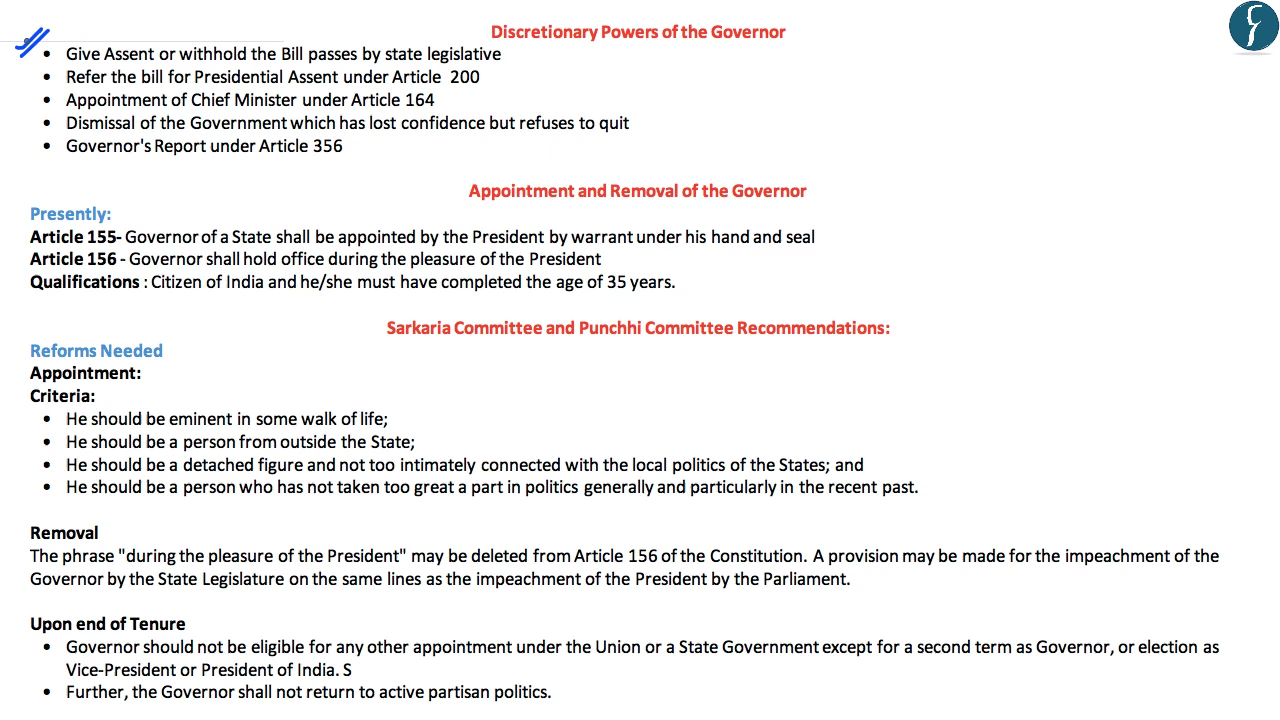 Discretionary Powers of the Governor
• Give Assent or withhold the Bill passes by state legislative
• Refer the bill for Presidential Assent under Article 200
• Appointment of Chief Minister under Article 164
• Dismissal of the Government which has lost confidence but refuses to quit
• Governor's Report under Article 356
Appointment and Removal of the Governor
Presently:
Article 155- Governor of a State shall be appointed by the President by warrant under his hand and seal
Article 156 - Governor shall hold office during the pleasure of the President
Qualifications : Citizen of India and he/she must have completed the age of 35 years.
Sarkaria Committee and Punchhi Committee Recommendations:
Reforms Needed
Appointment:
Criteria:
• He should be eminent in some walk of life;
• He should be a person from outside the State;
• He should be a detached figure and not too intimately connected with the local politics of the States; and
• He should be a person who has not taken too great a part in politics generally and particularly in the recent past.
Removal
The phrase "during the pleasure of the President" may be deleted from Article 156 of the Constitution. A provision may be made for the impeachment of the
Governor by the State Legislature on the same lines as the impeachment of the President by the Parliament.
Upon end of Tenure
• Governor should not be eligible for any other appointment under the Union or a State Government except for a second term as Governor, or election as
Vice-President or President of India. S
• Further, the Governor shall not return to active partisan politics.